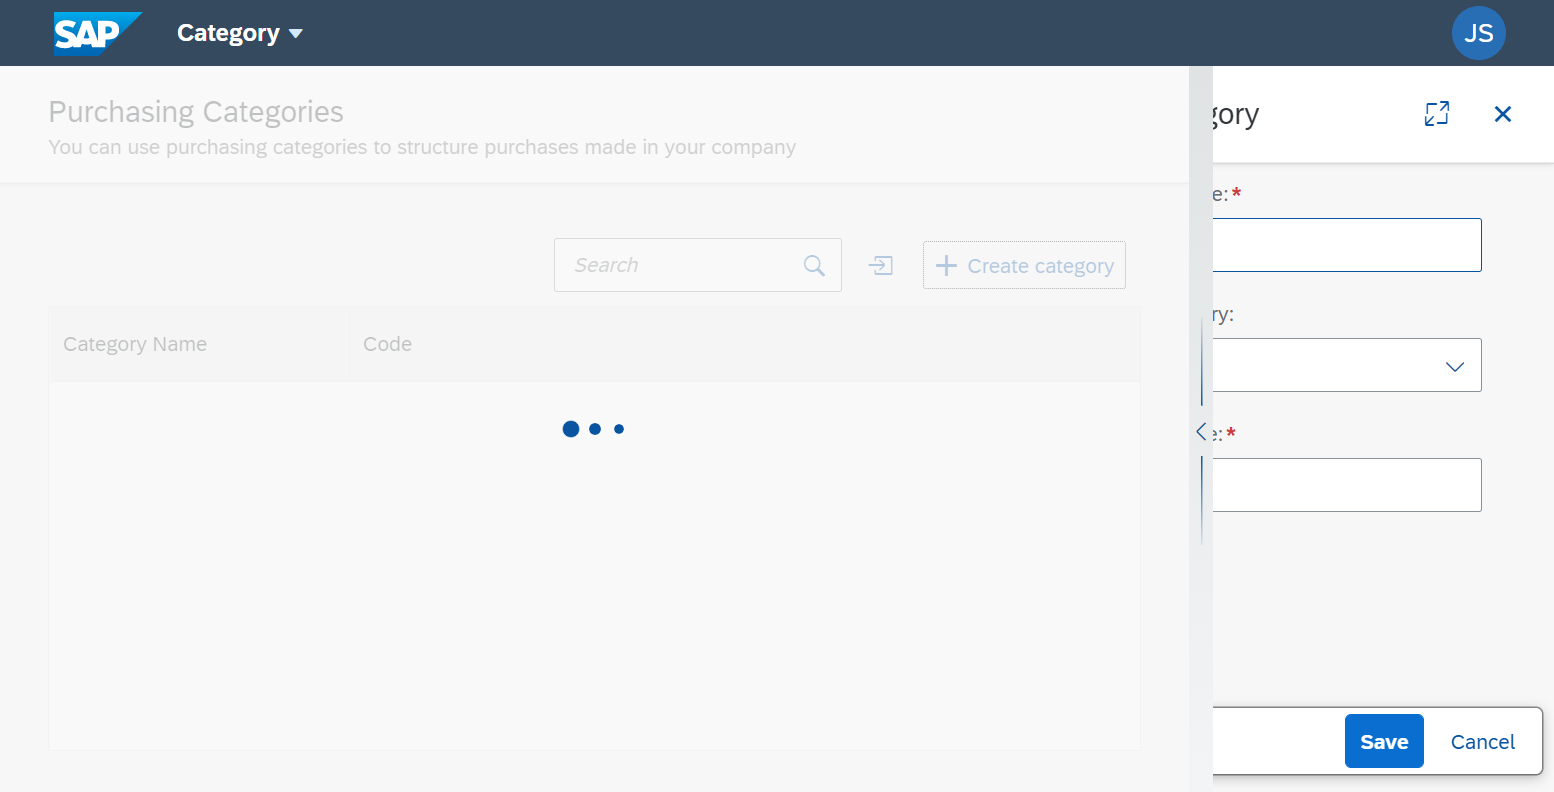 SAP
Category
JS
Purchasing Categories
You can use purchasing categories to structure purchases made in your company
Search
Create category
Category Name
Code
gory
e:*
ry:
e:*
Save
Cancel